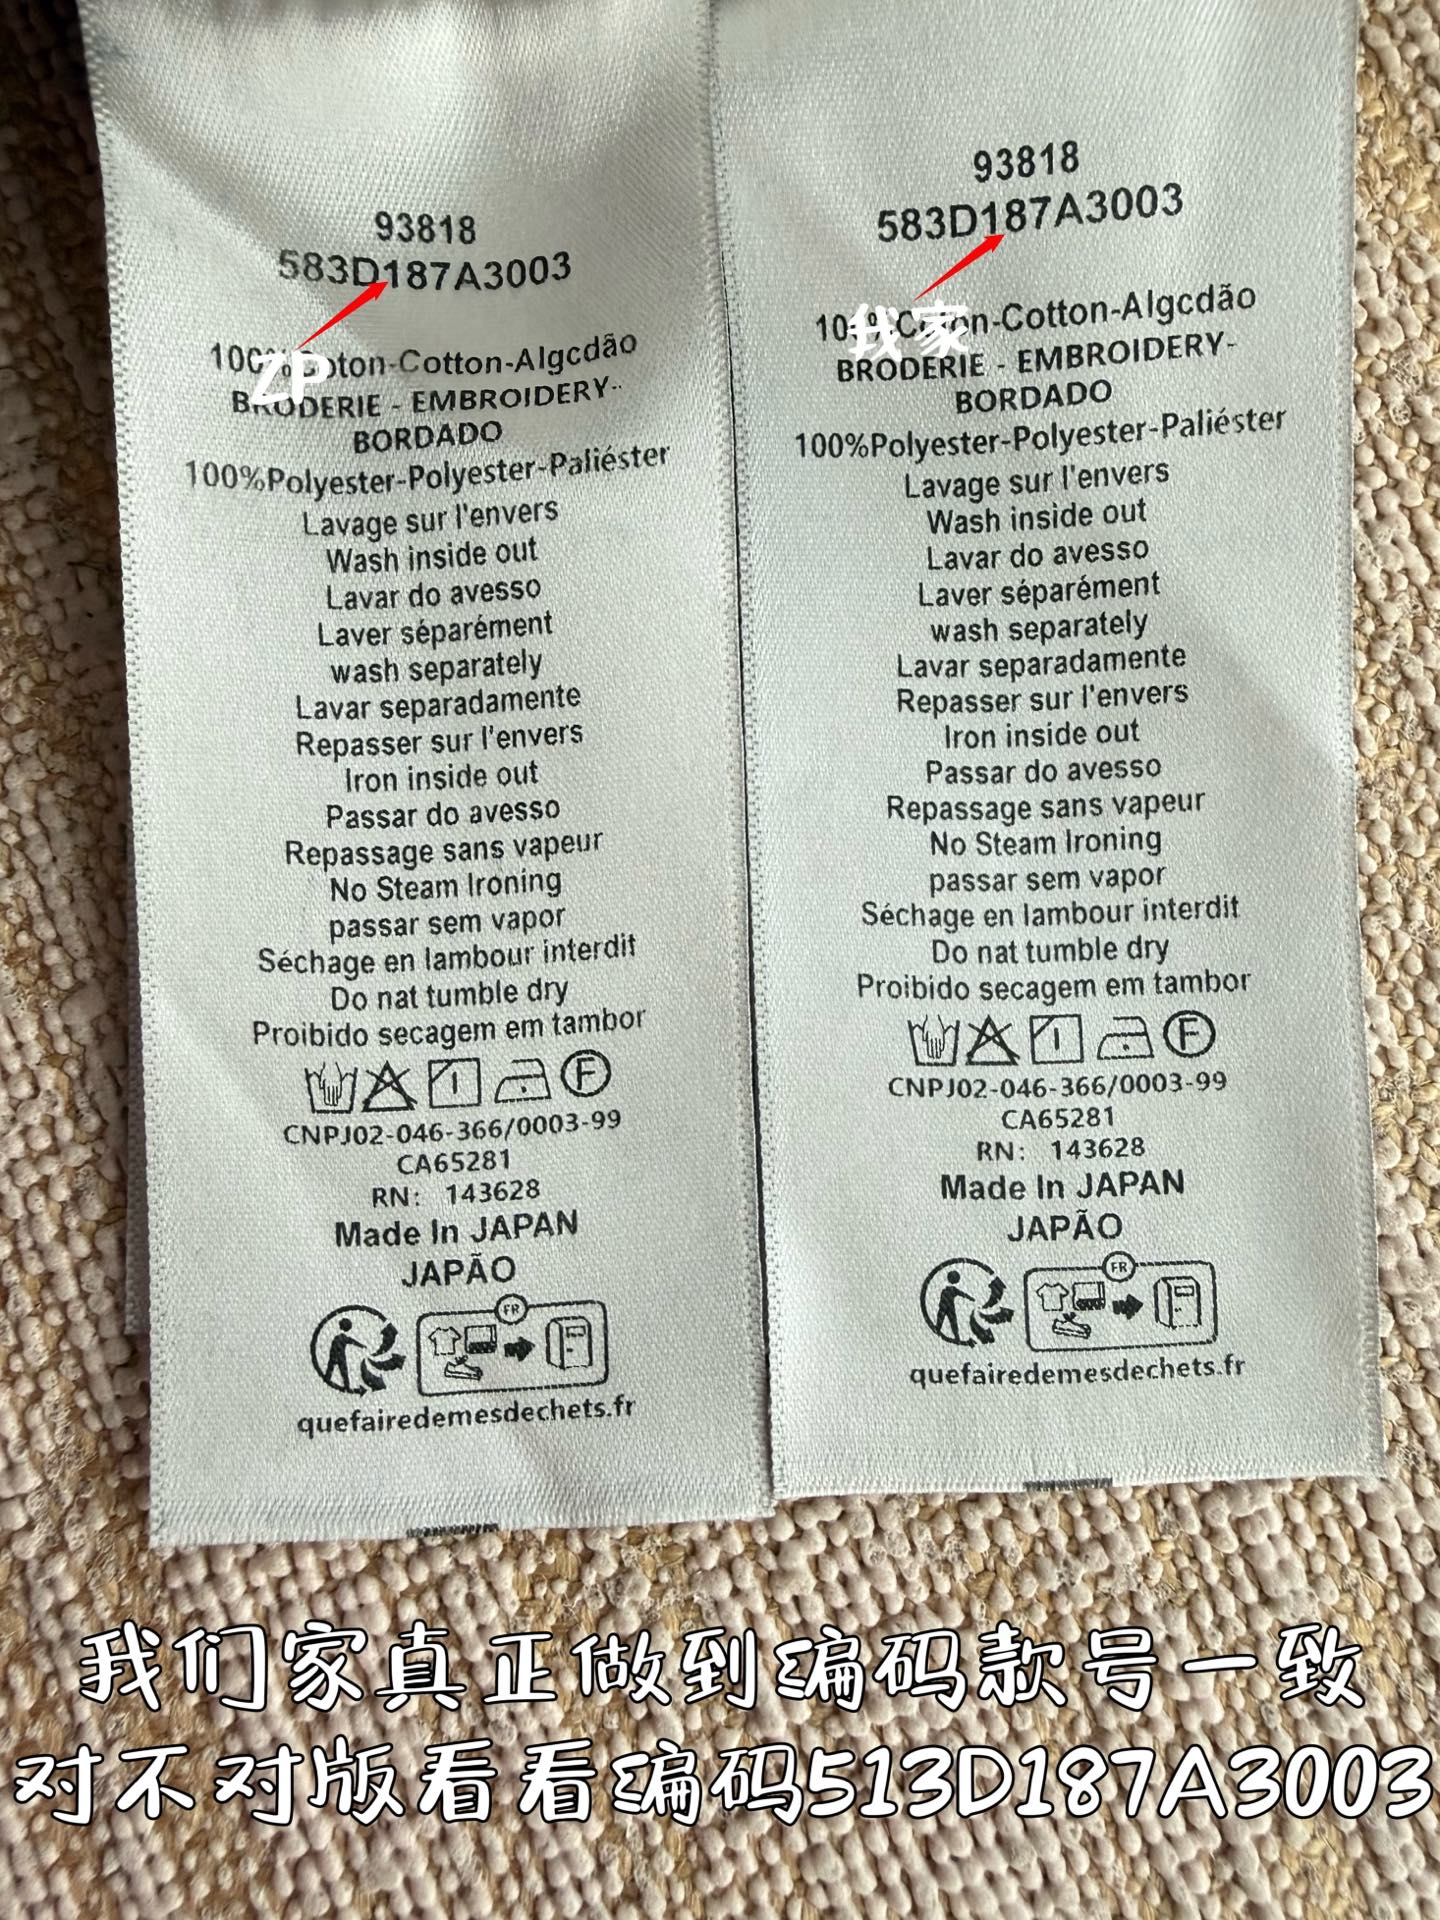 93818
583D187A3003
ZP
100%Coton-Cotton-Algcdão
BRODERIE - EMBROIDERY-
BORDADO
100%Polyester-Polyester-Paliéster
Lavage sur l'envers
Wash inside out
Lavar do avesso
Laver séparément
wash separately
Lavar separadamente
Repasser sur l'envers
Iron inside out
Passar do avesso
Repassage sans vapeur
No Steam Ironing
passar sem vapor
Séchage en lambour interdit
Do nat tumble dry
Proibido secagem em tambor
F
CNPJ02-046-366/0003-99
CA65281
RN: 143628
Made In JAPAN
JAPÃO
FR
quefairedemesdechets.fr
93818
583D187A3003
我家
100%Coton-Cotton-Algcdão
BRODERIE - EMBROIDERY-
BORDADO
100%Polyester-Polyester-Paliéster
Lavage sur l'envers
Wash inside out
Lavar do avesso
Laver séparément
wash separately
Lavar separadamente
Repasser sur l'envers
Iron inside out
Passar do avesso
Repassage sans vapeur
No Steam Ironing
passar sem vapor
Séchage en lambour interdit
Do nat tumble dry
Proibido secagem em tambor
F
CNPJ02-046-366/0003-99
CA65281
RN: 143628
Made In JAPAN
JAPÃO
FR
quefairedemesdechets.fr
我们家真正做到编码款号一致
对不对版看看编码513D187A3003